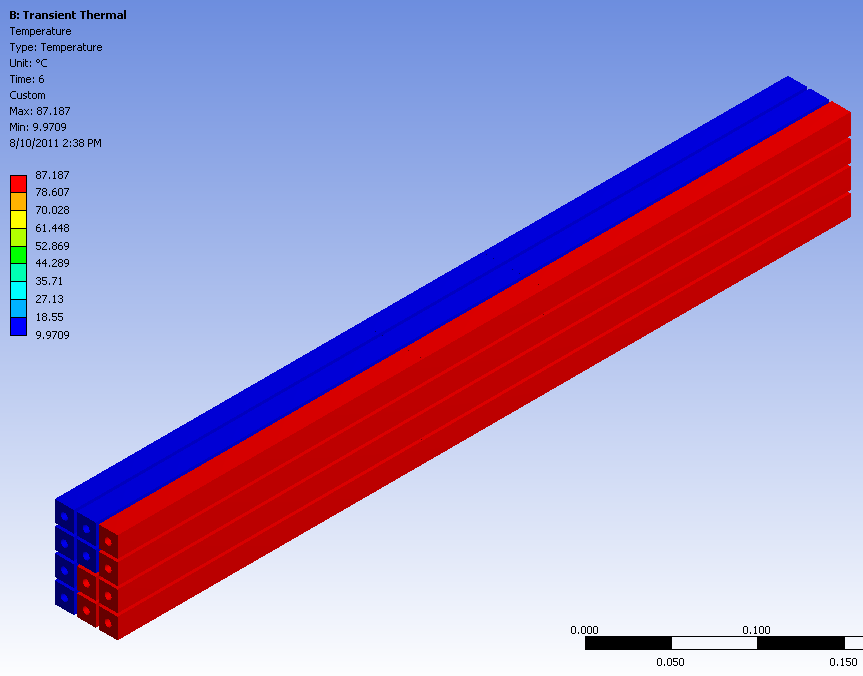 B: Transient Thermal
Temperature
Type: Temperature
Unit: °C
Time: 6
Custom
Max: 87.187
Min: 9.9709
8/10/2011 2:38 PM
87.187
78.607
70.028
61.448
52.869
44.289
35.71
27.13
18.55
9.9709
0.000 0.100
0.050 0.150